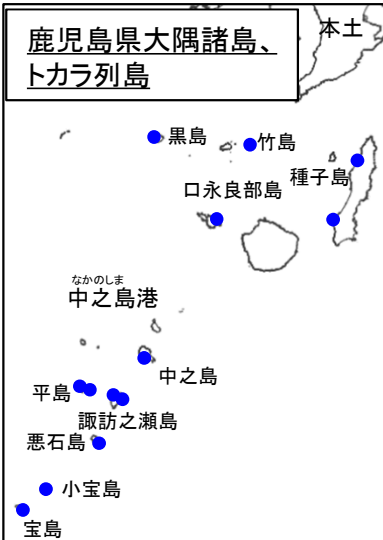 鹿児島県大隅諸島、
トカラ列島
本土
黒島
竹島
種子島
口永良部島
なかのしま
中之島港
中之島
平島
諏訪之瀬島
悪石島
小宝島
宝島